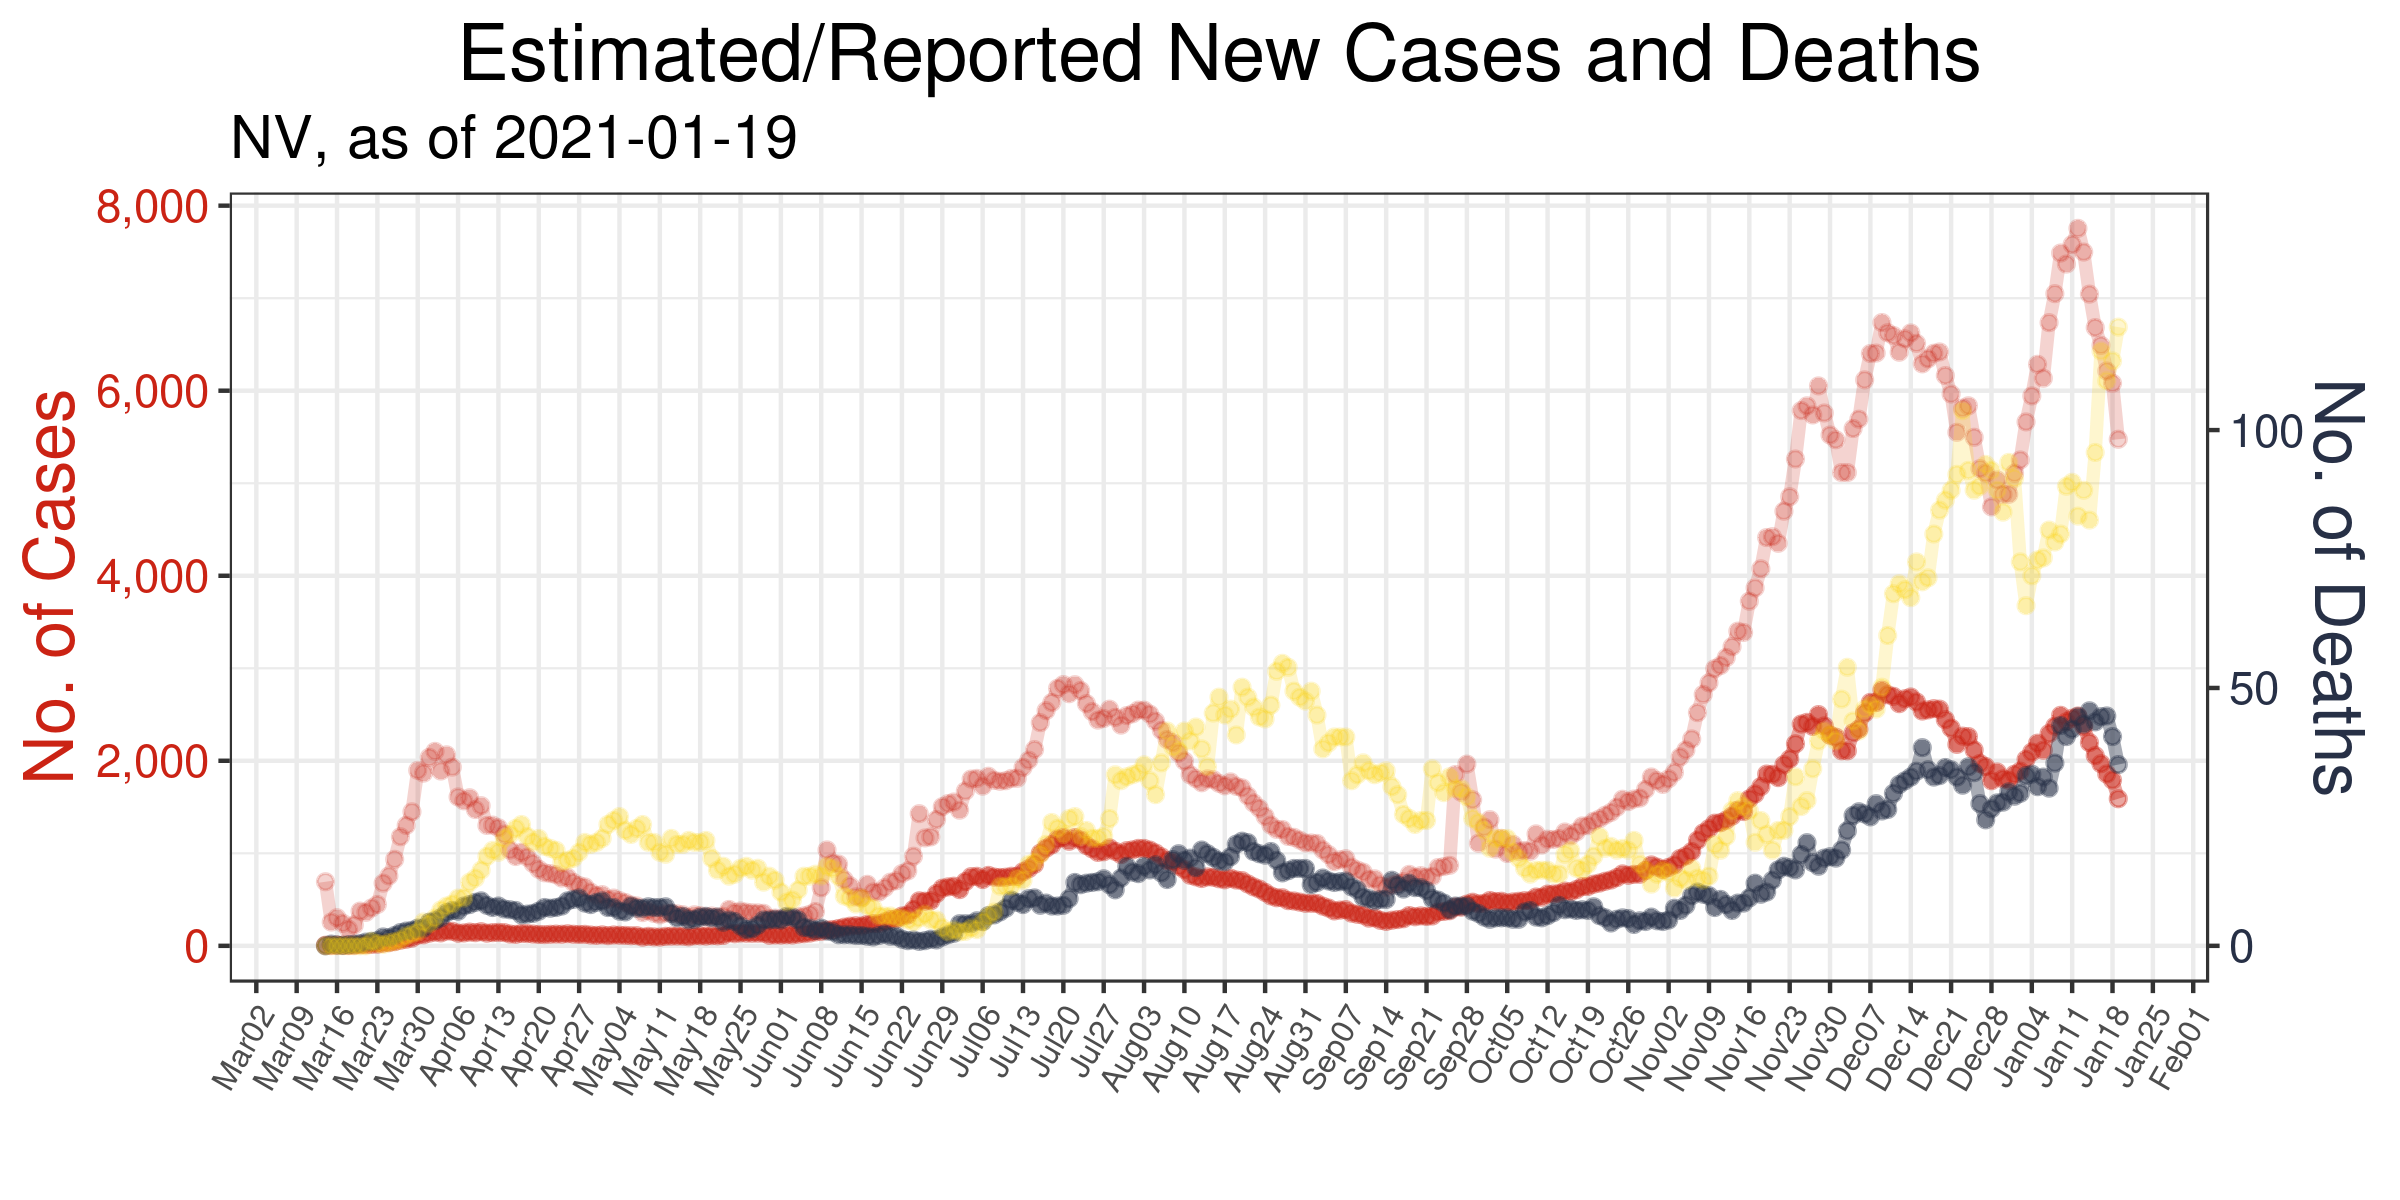 Estimated/Reported New Cases and Deaths
NV, as of 2021-01-19
No. of Cases
8,000
6,000
4,000
2,000
0
100
50
0
No. of Deaths
Mar02
Mar09
Mar16
Mar23
Mar30
Apr06
Apr13
Apr20
Apr27
May04
May11
May18
May25
Jun01
Jun08
Jun15
Jun22
Jun29
Jul06
Jul13
Jul20
Jul27
Aug03
Aug10
Aug17
Aug24
Aug31
Sep07
Sep14
Sep21
Sep28
Oct05
Oct12
Oct19
Oct26
Nov02
Nov09
Nov16
Nov23
Nov30
Dec07
Dec14
Dec21
Dec28
Jan04
Jan11
Jan18
Jan25
Feb01